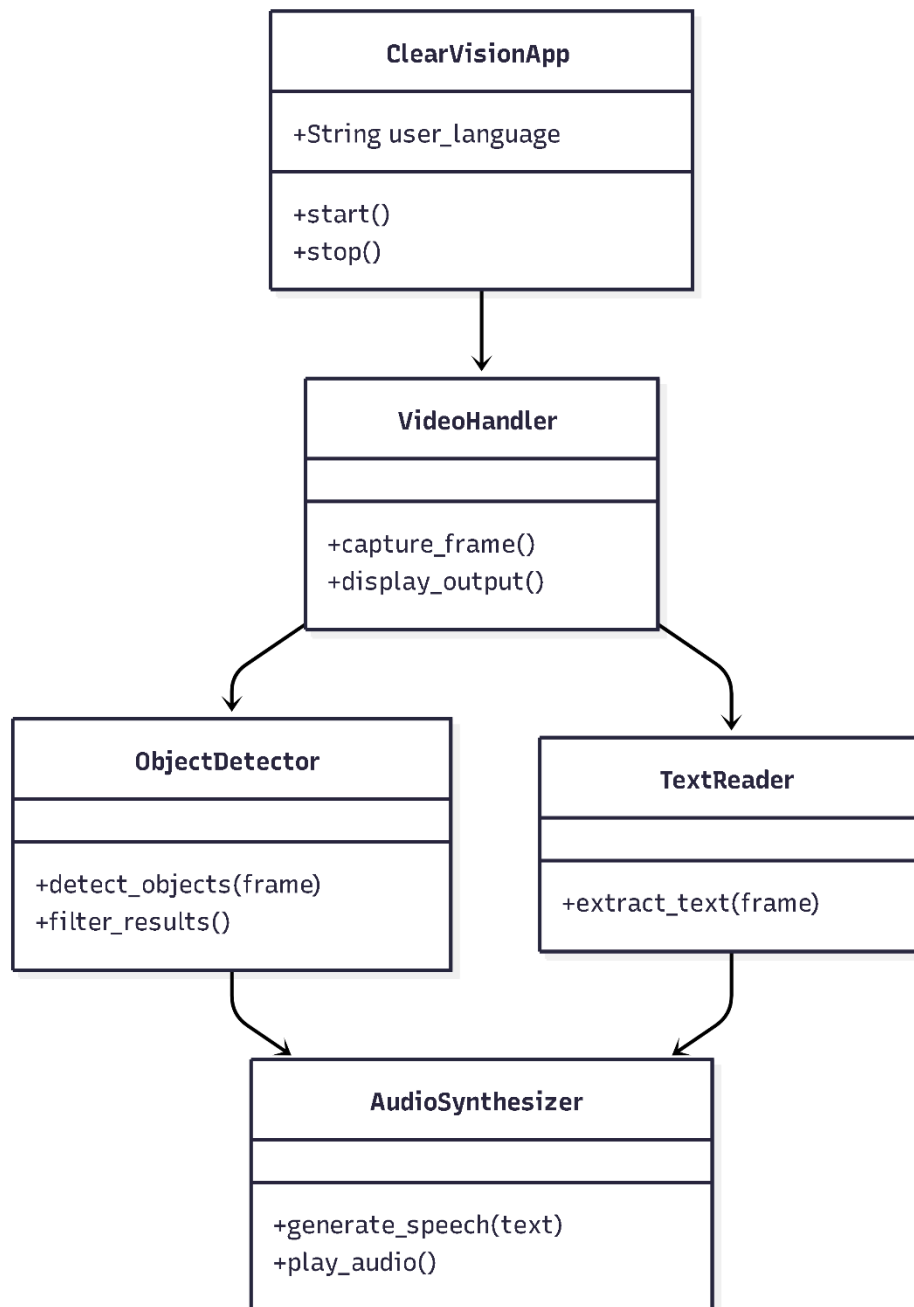 ClearVisionApp
+String user_language
+start()
+stop()
VideoHandler
+capture_frame()
+display_output()
ObjectDetector
+detect_objects(frame)
+filter_results()
TextReader
+extract_text(frame)
AudioSynthesizer
+generate_speech(text)
+play_audio()